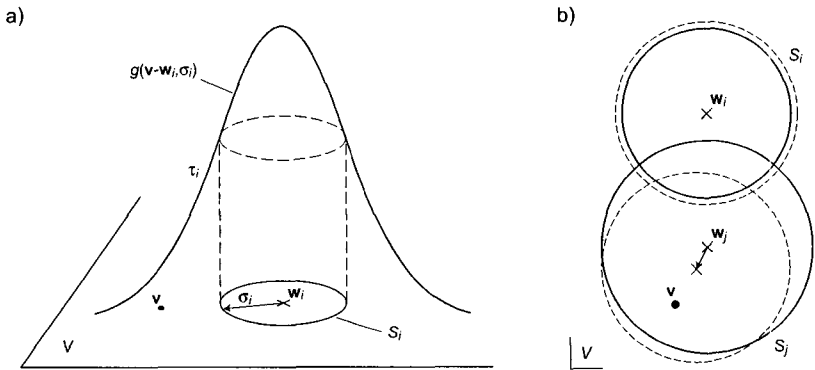 a)
g(v-wᵢ,σᵢ)
τᵢ
σᵢ
wᵢ
v
V
Sᵢ
b)
Sᵢ
wᵢ
wⱼ
v
V
Sⱼ